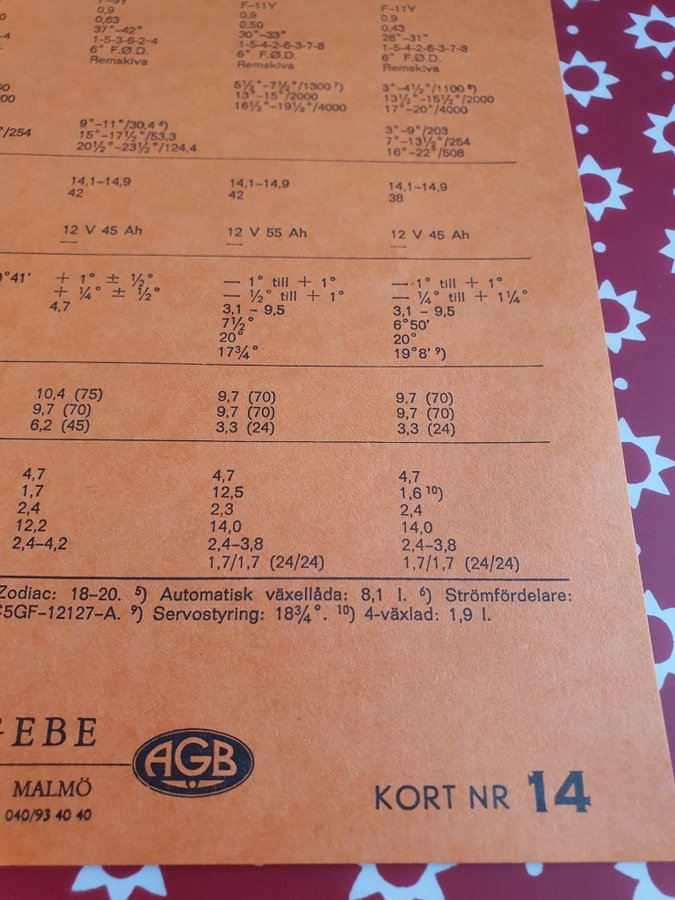 F-11Y F-11Y
0,9 0.9 0.9
0,63 0,50 0,43
37°-42° 30°-33° 26°-31°
1-5-3-6-2-4 1-5-4-2-6-3-7-8 1-5-4-2-6-3-7-8
6° F.Ø.D. 6° F.Ø.D. 6° F.Ø.D.
Remskiva Remskiva Remskiva
5½°-7½°/1300 ⁷) 3°-4½°/1100 ⁸)
13°-15°/2000 13½°-15½°/2000
16½°-19½°/4000 17°-20°/4000
9°-11°/30,4 ⁶) 3°-9°/203
/254 15°-17½°/53,3 7°-13½°/254
20½°-23½°/124,4 16°-22°/508
14,1-14,9 14,1-14,9 14,1-14,9
42 42 38
12 V 45 Ah 12 V 55 Ah 12 V 45 Ah
— — —
°41' + 1° ± ½° — 1° till + 1° — 1° till + 1°
+ ¼° ± ½° — ½° till + 1° — ¼° till + 1¼°
4,7 3,1 - 9,5 3,1 - 9,5
7½° 6°50'
20° 20°
17¾° 19°8' ⁹)
10,4 (75) 9,7 (70) 9,7 (70)
9,7 (70) 9,7 (70) 9,7 (70)
6,2 (45) 3,3 (24) 3,3 (24)
4,7 4,7 4,7
1,7 12,5 1,6 ¹⁰)
2,4 2,3 2,4
12,2 14,0 14,0
2,4-4,2 2,4-3,8 2,4-3,8
1,7/1,7 (24/24) 1,7/1,7 (24/24)
Zodiac: 18-20. ⁵) Automatisk växellåda: 8,1 l. ⁶) Strömfördelare:
C5GF-12127-A. ⁹) Servostyring: 18¾°. ¹⁰) 4-växlad: 1,9 l.
GEBE
AGB
MALMÖ
040/93 40 40
KORT NR 14